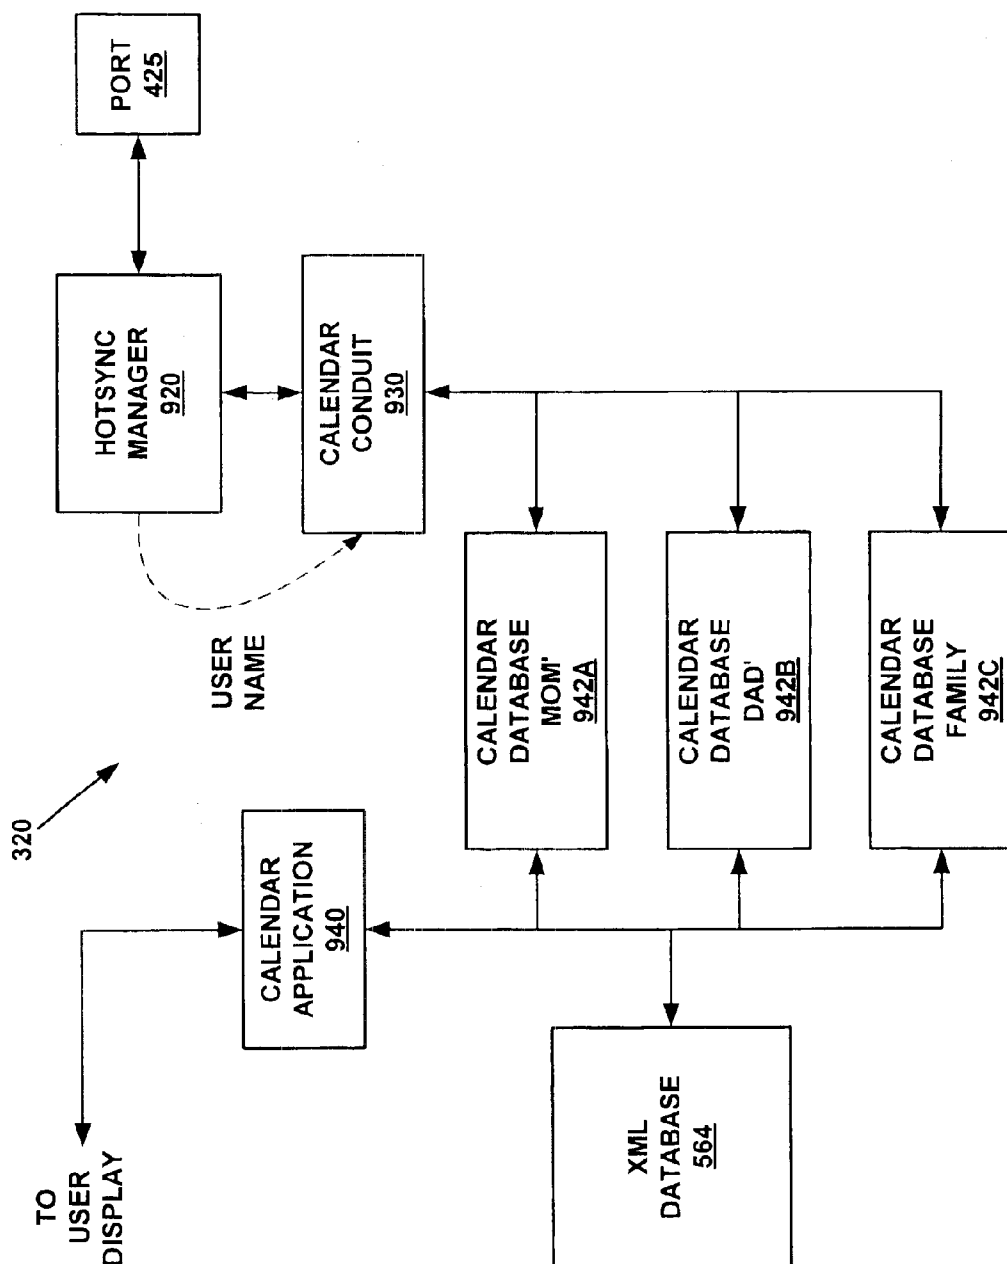 320
TO
USER
DISPLAY
CALENDAR
APPLICATION
940
USER
NAME
HOTSYNC
MANAGER
920
PORT
425
CALENDAR
CONDUIT
930
XML
DATABASE
564
CALENDAR
DATABASE
MOM'
942A
CALENDAR
DATABASE
DAD'
942B
CALENDAR
DATABASE
FAMILY
942C